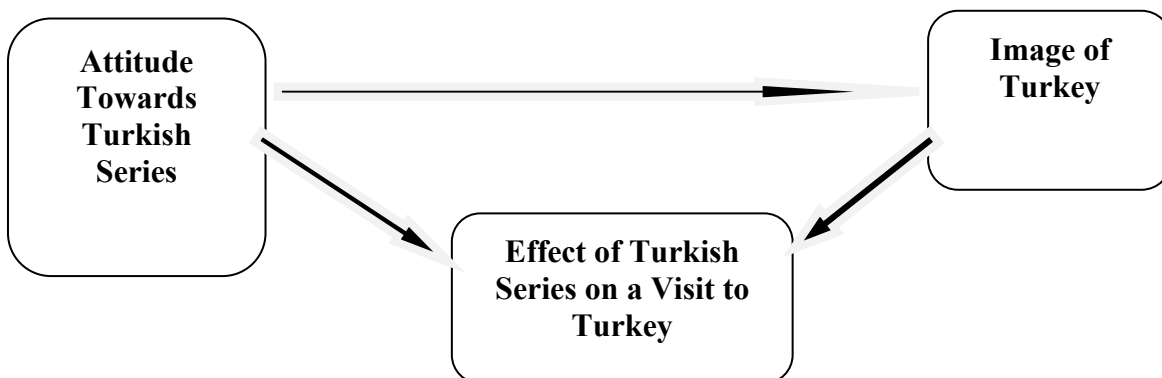 Attitude
Towards
Turkish
Series
Image of
Turkey
Effect of Turkish
Series on a Visit to
Turkey